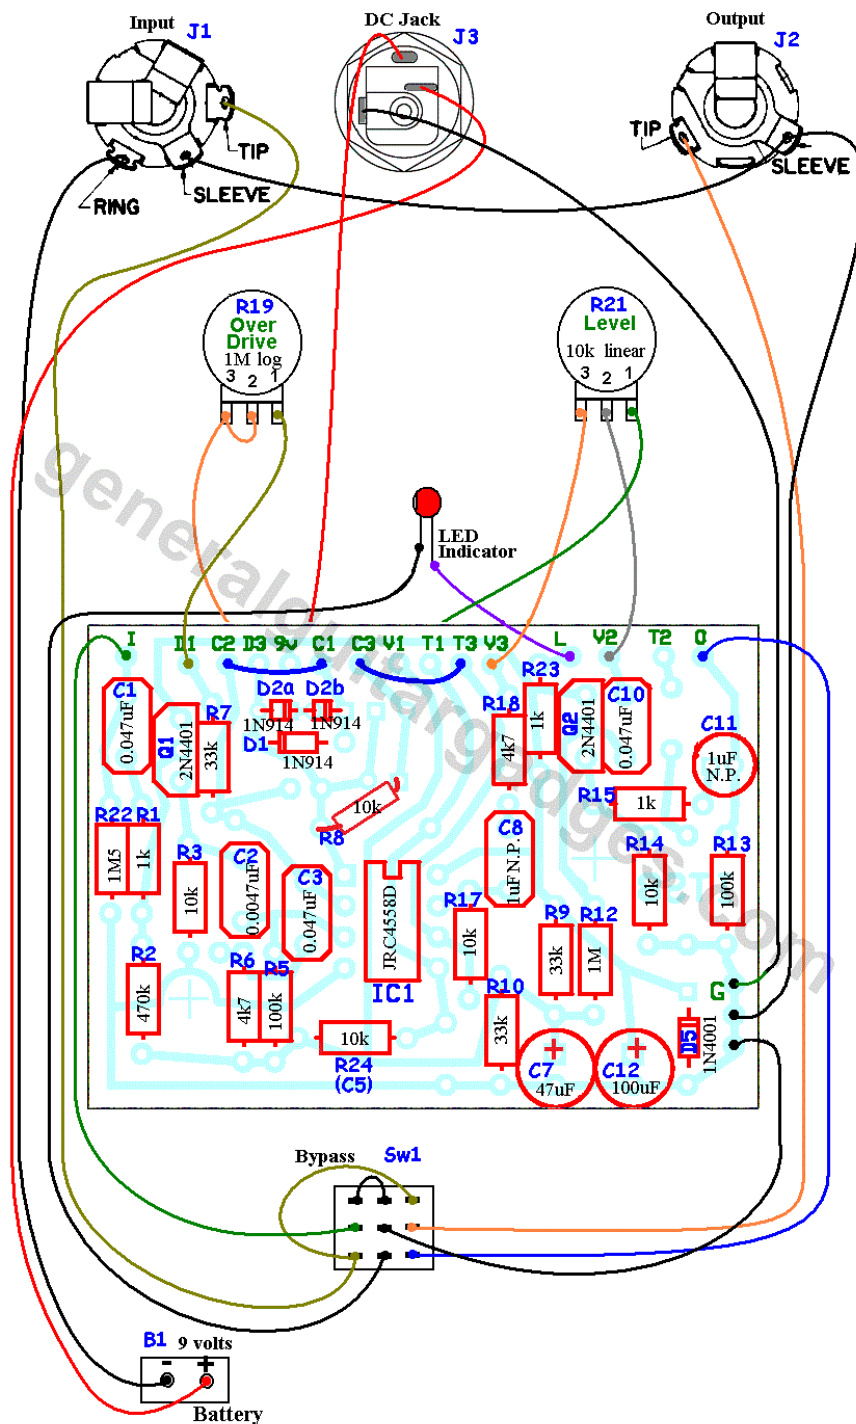 Input
J1
DC Jack
J3
Output
J2
TIP
SLEEVE
RING
TIP
SLEEVE
R19
Over
Drive
1M log
3 2 1
R21
Level
10k linear
3 2 1
generalguitargadgets.com
LED
Indicator
I D1 C2 D3 9v C1 C3 V1 T1 T3 V3 L V2 T2 O
C1
0.047uF
Q1
2N4401
R7
33k
D2a D2b
1N914 1N914
D1
1N914
R18
4k7
R23
1k
Q2
2N4401
C10
0.047uF
C11
1uF
N.P.
R15
1k
R8
10k
R22
1M5
R1
1k
R3
10k
C2
0.0047uF
C3
0.047uF
JRC4558D
IC1
C8
1uF N.P.
R17
10k
R14
10k
R13
100k
R9
33k
R12
1M
R2
470k
R6
4k7
R5
100k
R10
33k
R24
(C5)
10k
+
C7
47uF
+
C12
100uF
D5
1N4001
G
Bypass
Sw1
B1
9 volts
- +
Battery